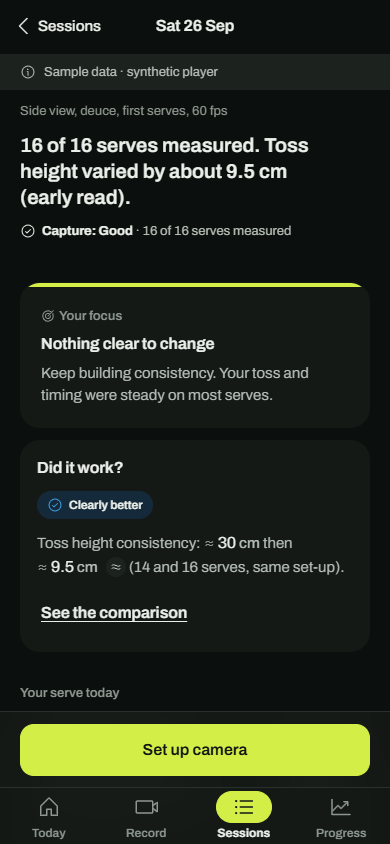 Sessions
Sat 26 Sep
Sample data · synthetic player
Side view, deuce, first serves, 60 fps
16 of 16 serves measured. Toss
height varied by about 9.5 cm
(early read).
Capture: Good · 16 of 16 serves measured
Your focus
Nothing clear to change
Keep building consistency. Your toss and
timing were steady on most serves.
Did it work?
Clearly better
Toss height consistency: ≈ 30 cm then
≈ 9.5 cm ≈ (14 and 16 serves, same set-up).
See the comparison
Your serve today
Set up camera
Today
Record
Sessions
Progress